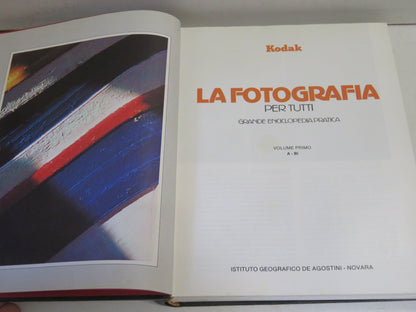 Kodak
LA FOTOGRAFIA
PER TUTTI
GRANDE ENCICLOPEDIA PRATICA
VOLUME PRIMO
A - BI
ISTITUTO GEOGRAFICO DE AGOSTINI - NOVARA